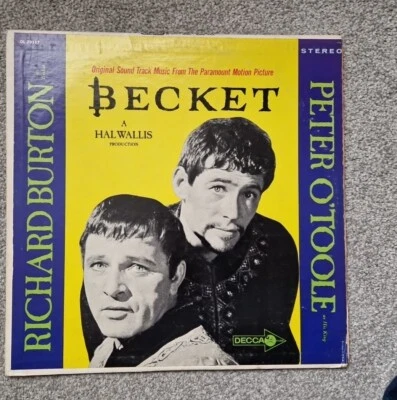 STEREO
Original Sound Track Music From The Paramount Motion Picture
BECKET
A
HAL WALLIS
PRODUCTION
RICHARD BURTON
PETER O'TOOLE
as His King
DECCA